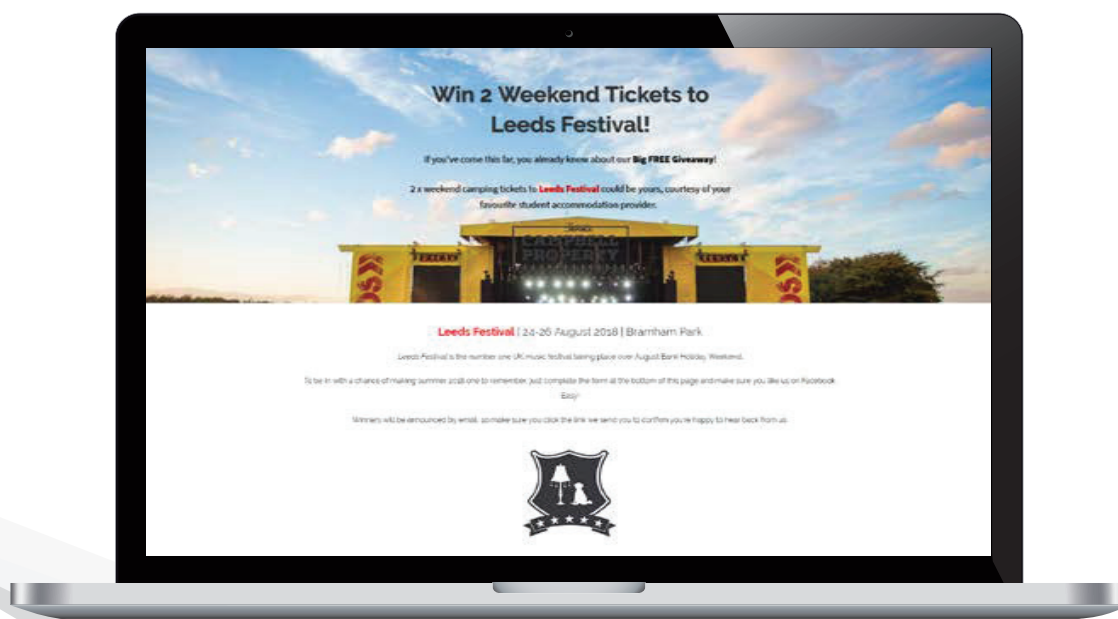 Win 2 Weekend Tickets to
Leeds Festival!
If you've come this far, you already know about our Big FREE Giveaway!
2 x weekend camping tickets to Leeds Festival could be yours, courtesy of your
favourite student accommodation provider.
CAMPBELL
PROPERTY
Leeds Festival | 24-26 August 2018 | Bramham Park
Leeds Festival is the number one UK music festival taking place over August Bank Holiday Weekend.
To be in with a chance of making summer 2018 one to remember, just complete the form at the bottom of this page and make sure you like us on Facebook.
Easy!
Winners will be announced by email, so make sure you click the link we send you to confirm you're happy to hear back from us.